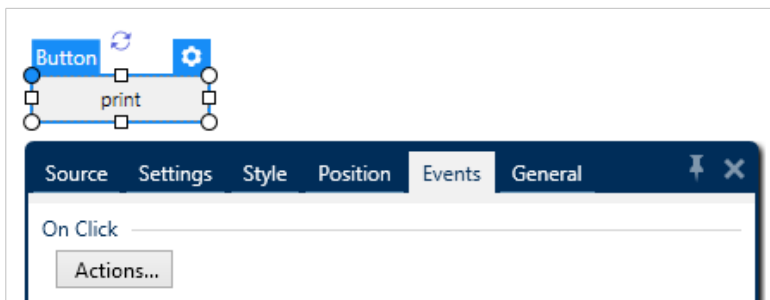 Button
print
Source Settings Style Position Events General
On Click
Actions...